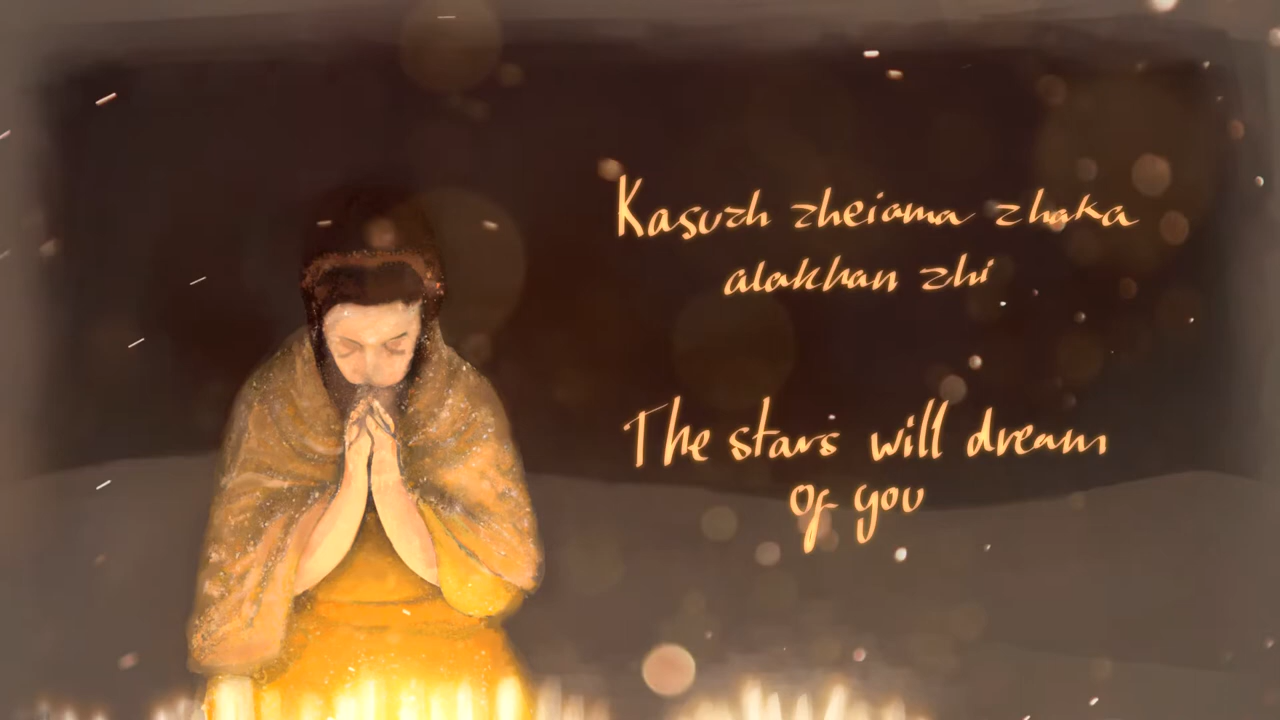 Kasuzh zheiama zhaka
alakhan zhi
The stars will dream
of you